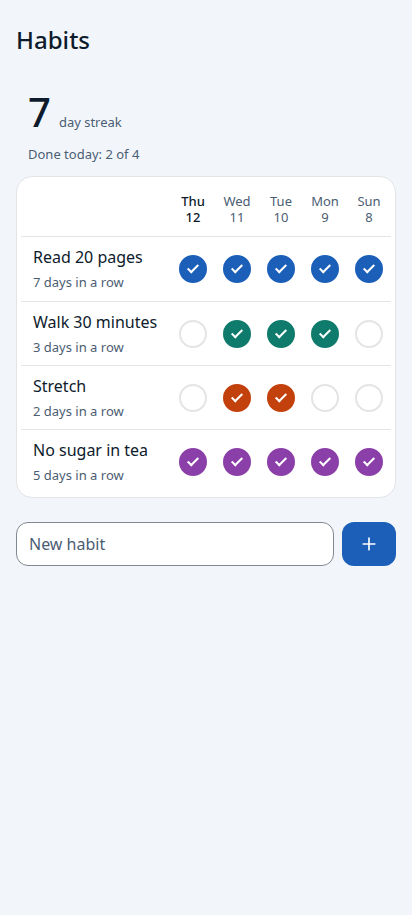 Habits
7 day streak
Done today: 2 of 4
Thu Wed Tue Mon Sun
12 11 10 9 8
Read 20 pages
7 days in a row
Walk 30 minutes
3 days in a row
Stretch
2 days in a row
No sugar in tea
5 days in a row
New habit